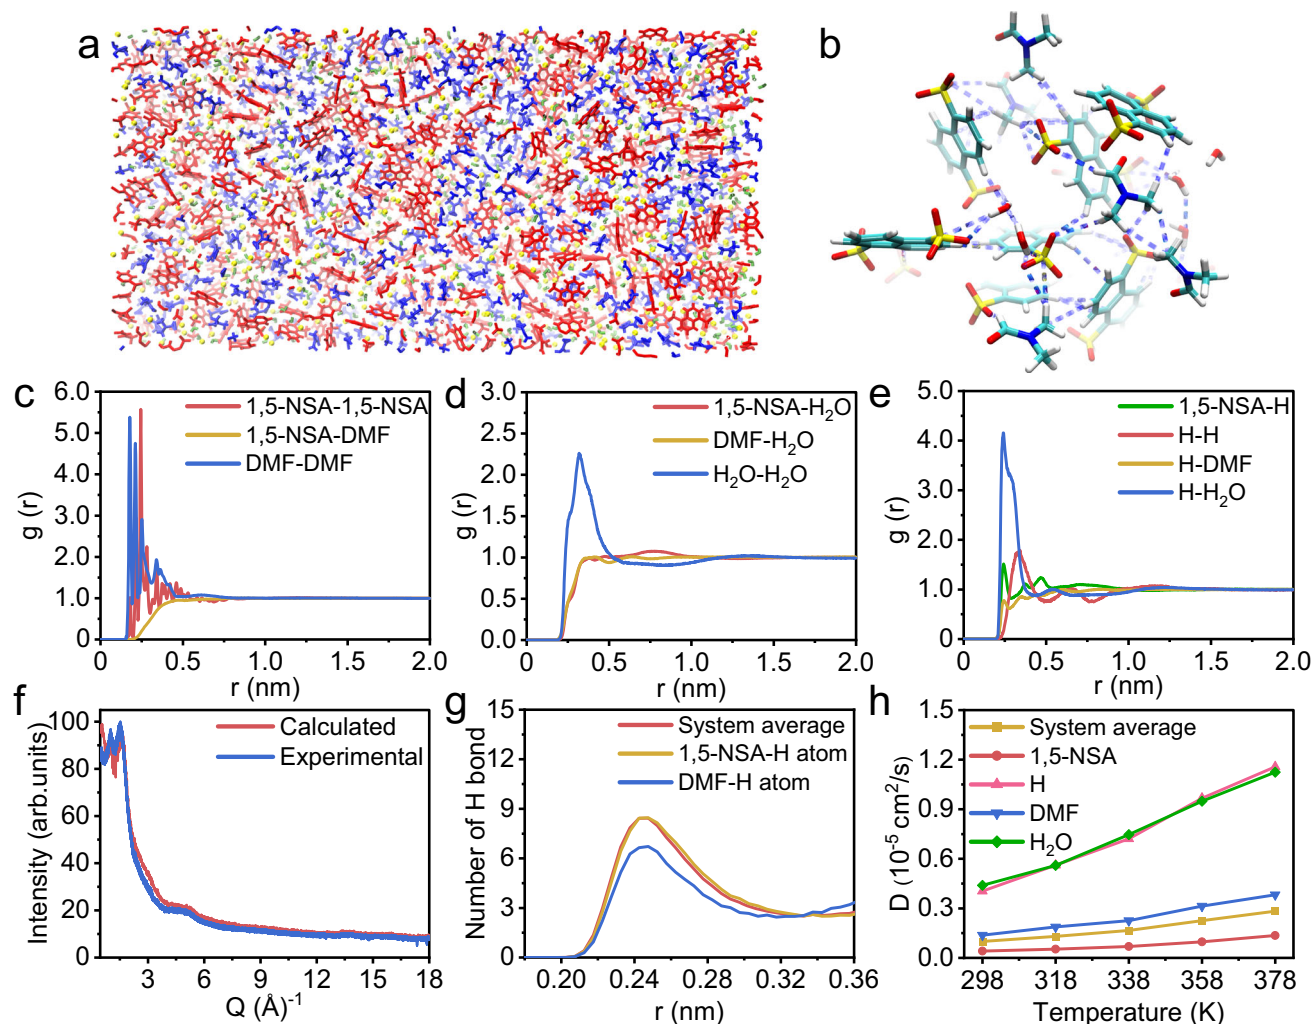 a
b
c
6.0
5.0
4.0
3.0
2.0
1.0
0
g (r)
1,5-NSA-1,5-NSA
1,5-NSA-DMF
DMF-DMF
0 0.5 1.0 1.5 2.0
r (nm)
d
3.0
2.5
2.0
1.5
1.0
0.5
0.0
g (r)
1,5-NSA-H₂O
DMF-H₂O
H₂O-H₂O
0 0.5 1.0 1.5 2.0
r (nm)
e
5.0
4.0
3.0
2.0
1.0
0
g (r)
1,5-NSA-H
H-H
H-DMF
H-H₂O
0 0.5 1.0 1.5 2.0
r (nm)
f
100
80
60
40
20
0
Intensity (arb.units)
Calculated
Experimental
3 6 9 12 15 18
Q (Å)⁻¹
g
15
12
9
6
3
0
Number of H bond
System average
1,5-NSA-H atom
DMF-H atom
0.20 0.24 0.28 0.32 0.36
r (nm)
h
1.5
1.2
0.9
0.6
0.3
0.0
D (10⁻⁵ cm²/s)
System average
1,5-NSA
H
DMF
H₂O
298 318 338 358 378
Temperature (K)